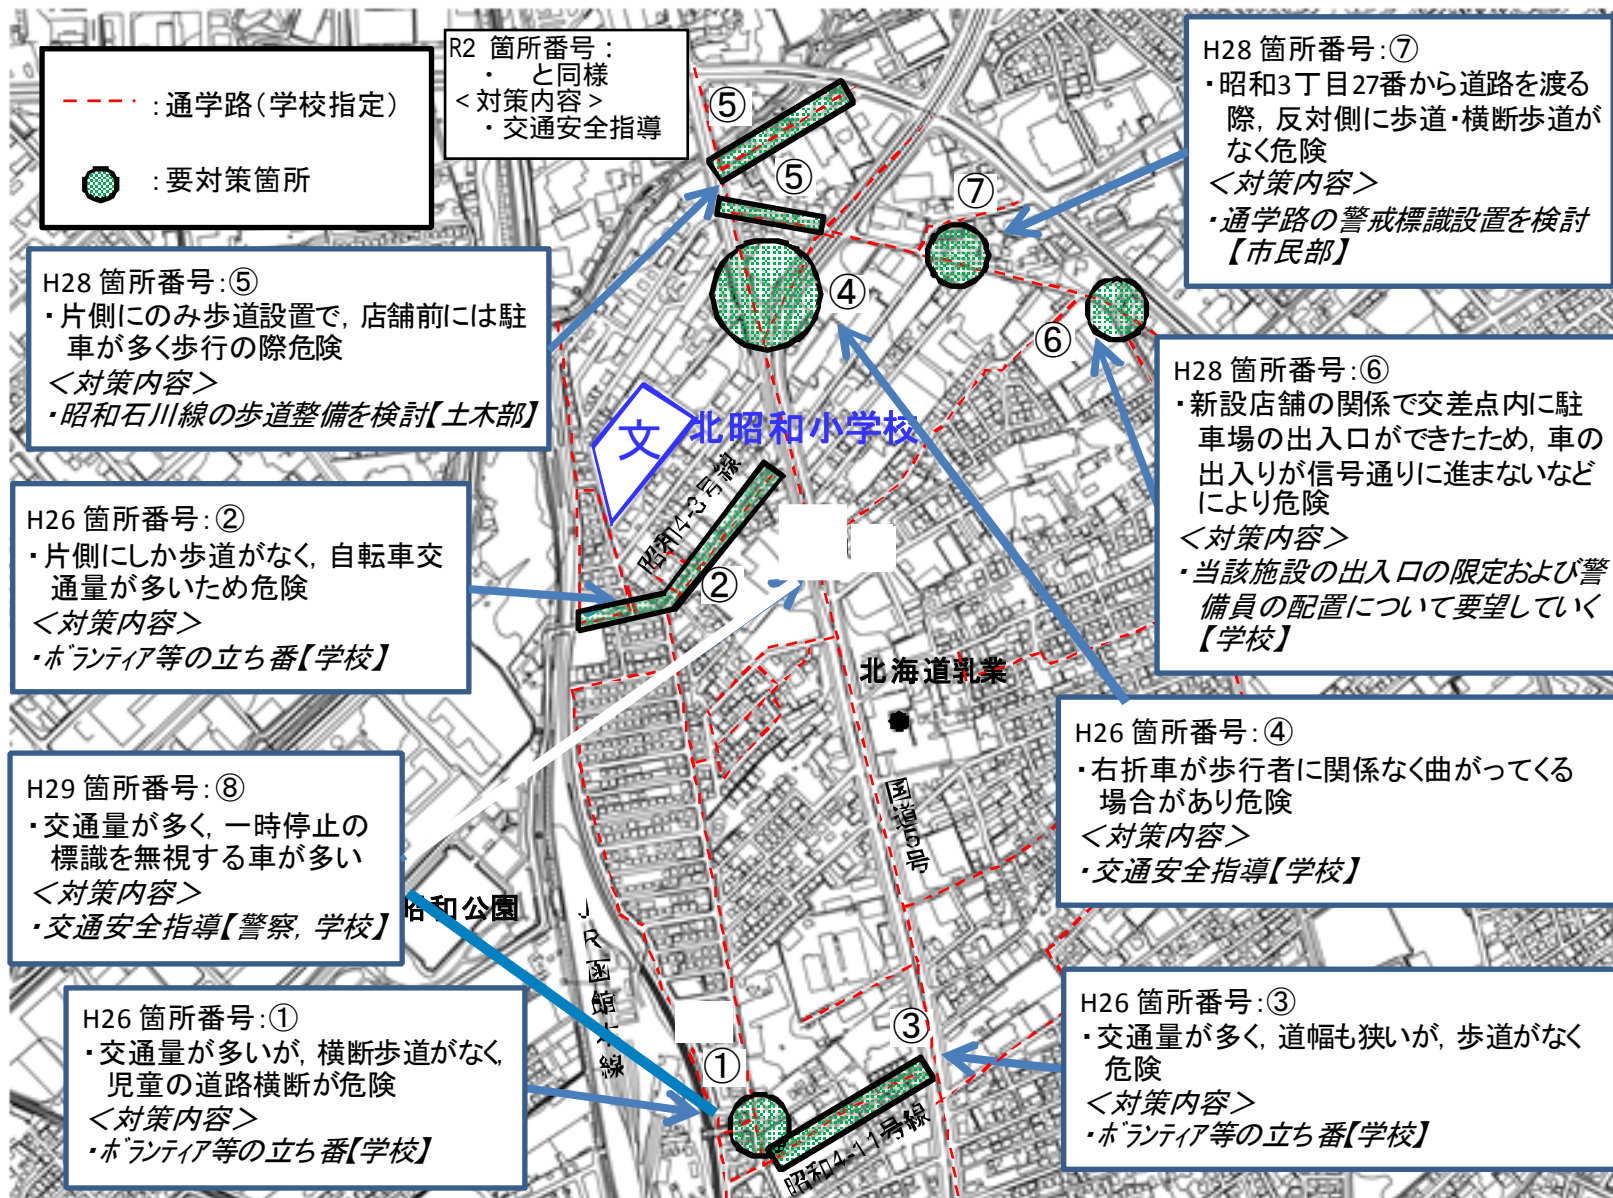 :通学路(学校指定)
:要対策箇所
R2 箇所番号:
・ と同様
<対策内容>
・交通安全指導
H28 箇所番号:⑦
・昭和3丁目27番から道路を渡る
際,反対側に歩道・横断歩道が
なく危険
<対策内容>
・通学路の警戒標識設置を検討
【市民部】
H28 箇所番号:⑤
・片側にのみ歩道設置で,店舗前には駐
車が多く歩行の際危険
<対策内容>
・昭和石川線の歩道整備を検討【土木部】
H28 箇所番号:⑥
・新設店舗の関係で交差点内に駐
車場の出入口ができたため,車の
出入りが信号通りに進まないなど
により危険
<対策内容>
・当該施設の出入口の限定および警
備員の配置について要望していく
【学校】
H26 箇所番号:②
・片側にしか歩道がなく,自転車交
通量が多いため危険
<対策内容>
・ボランティア等の立ち番【学校】
H26 箇所番号:④
・右折車が歩行者に関係なく曲がってくる
場合があり危険
<対策内容>
・交通安全指導【学校】
H29 箇所番号:⑧
・交通量が多く,一時停止の
標識を無視する車が多い
<対策内容>
・交通安全指導【警察,学校】
H26 箇所番号:①
・交通量が多いが,横断歩道がなく,
児童の道路横断が危険
<対策内容>
・ボランティア等の立ち番【学校】
H26 箇所番号:③
・交通量が多く,道幅も狭いが,歩道がなく
危険
<対策内容>
・ボランティア等の立ち番【学校】
⑤
⑤
⑦
④
⑥
文
北昭和小学校
昭和4-3号線
②
北海道乳業
国道5号
昭和公園
JR函館本線
③
①
昭和4-11号線